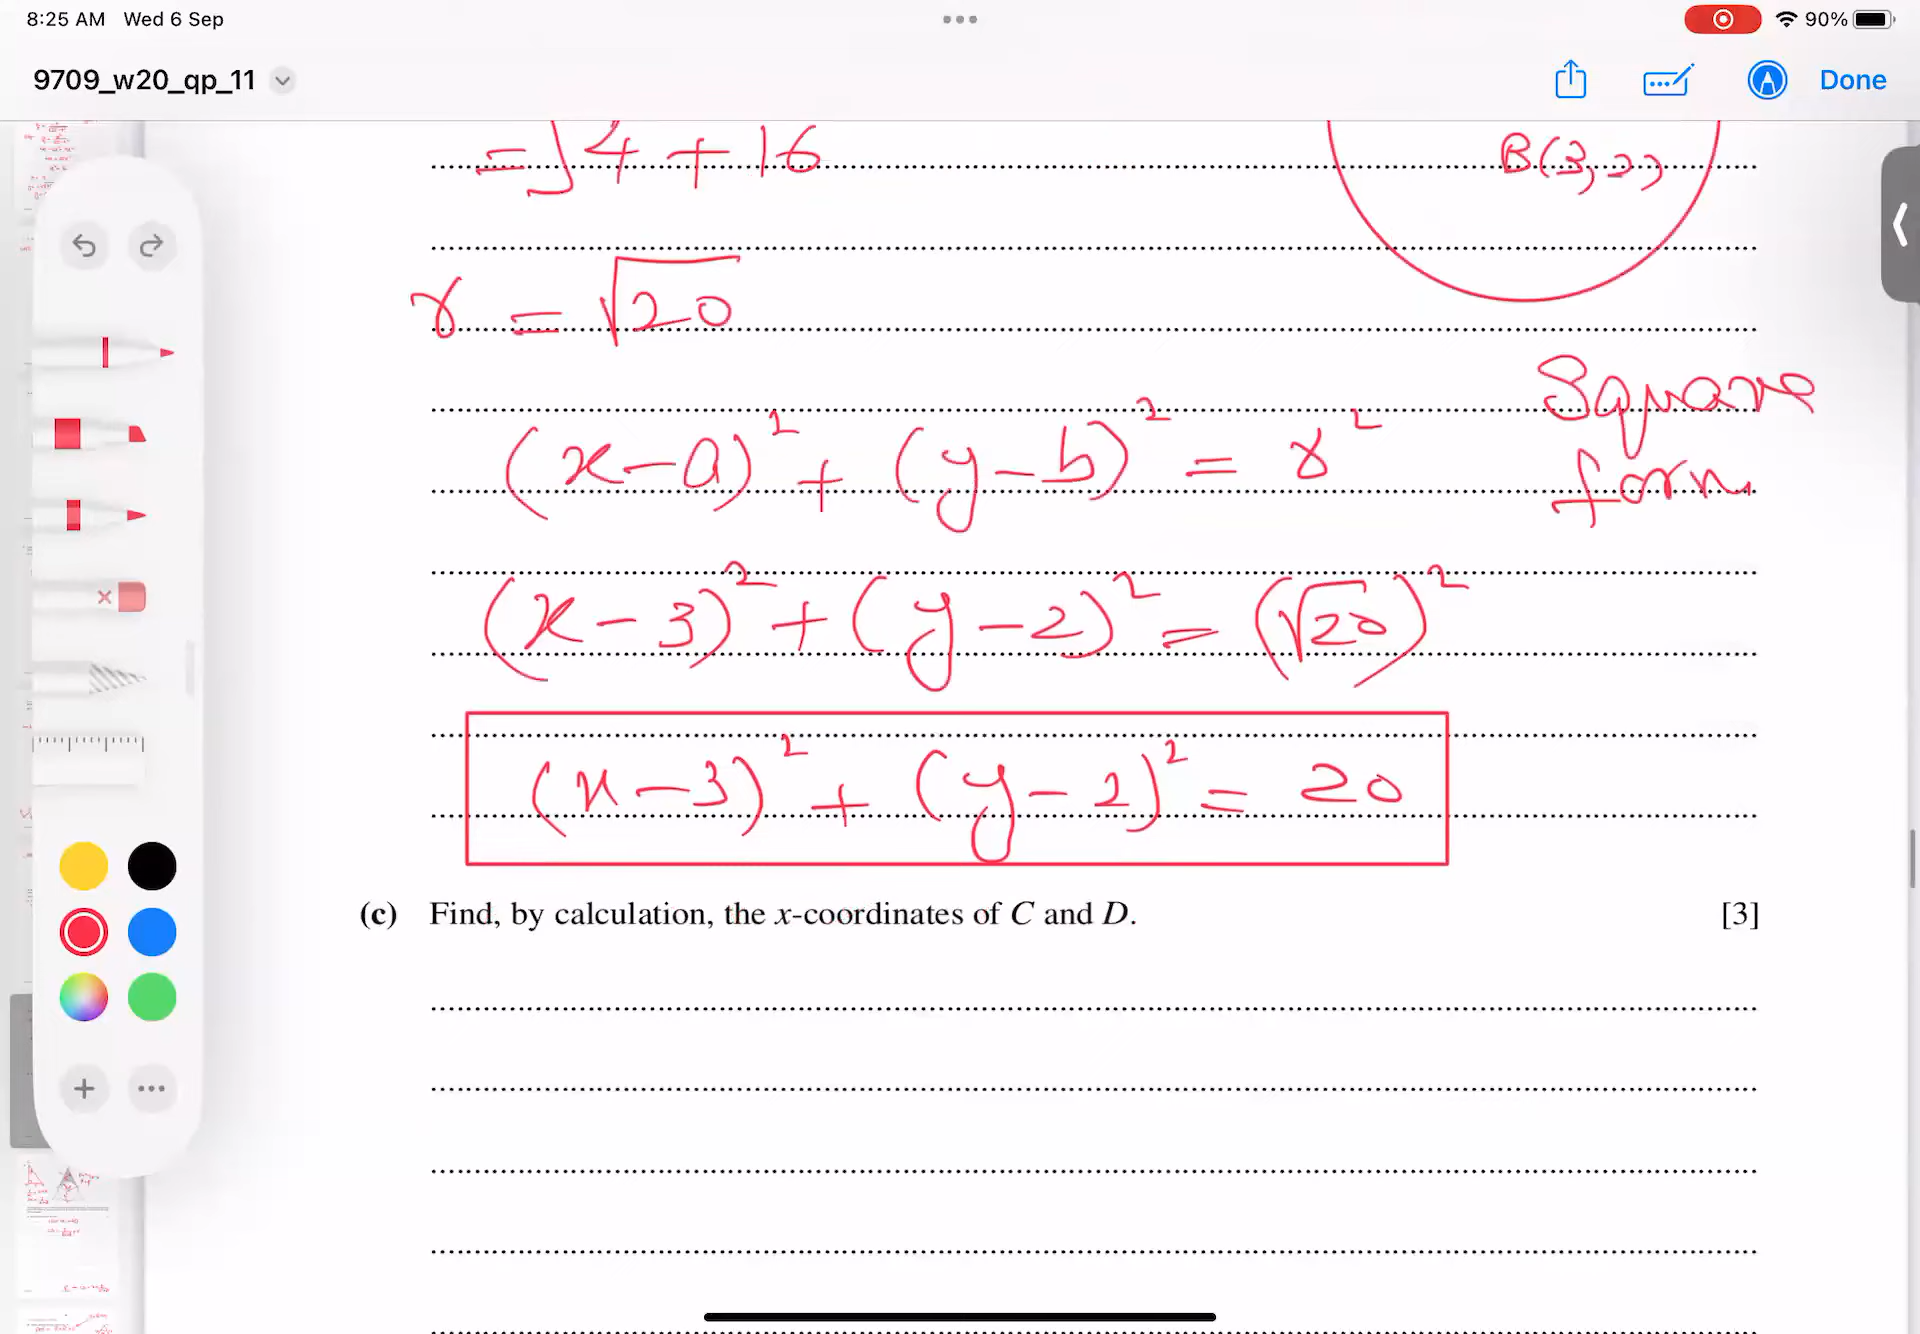 8:25 AM Wed 6 Sep
90%
9709_w20_qp_11
Done
= √4 + 16
B(3, 2)
r = √20
Square
form
(x-a)² + (y-b)² = r²
(x-3)² + (y-2)² = (√20)²
(x-3)² + (y-2)² = 20
(c) Find, by calculation, the x-coordinates of C and D. [3]